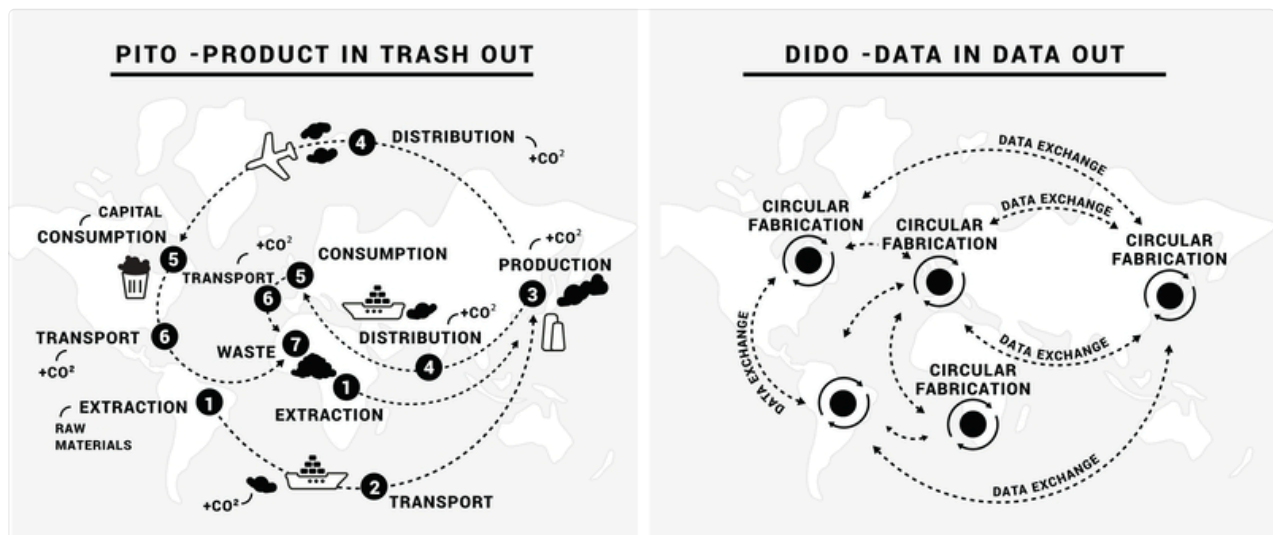 PITO -PRODUCT IN TRASH OUT
4
DISTRIBUTION
+CO²
CAPITAL
CONSUMPTION
5
+CO²
TRANSPORT
6
5
CONSUMPTION
+CO²
PRODUCTION
3
+CO²
DISTRIBUTION
4
TRANSPORT
6
+CO²
WASTE
7
1
EXTRACTION
EXTRACTION
1
RAW
MATERIALS
+CO²
2
TRANSPORT
DIDO -DATA IN DATA OUT
DATA EXCHANGE
DATA EXCHANGE
CIRCULAR
FABRICATION
CIRCULAR
FABRICATION
CIRCULAR
FABRICATION
DATA EXCHANGE
DATA EXCHANGE
CIRCULAR
FABRICATION
DATA EXCHANGE